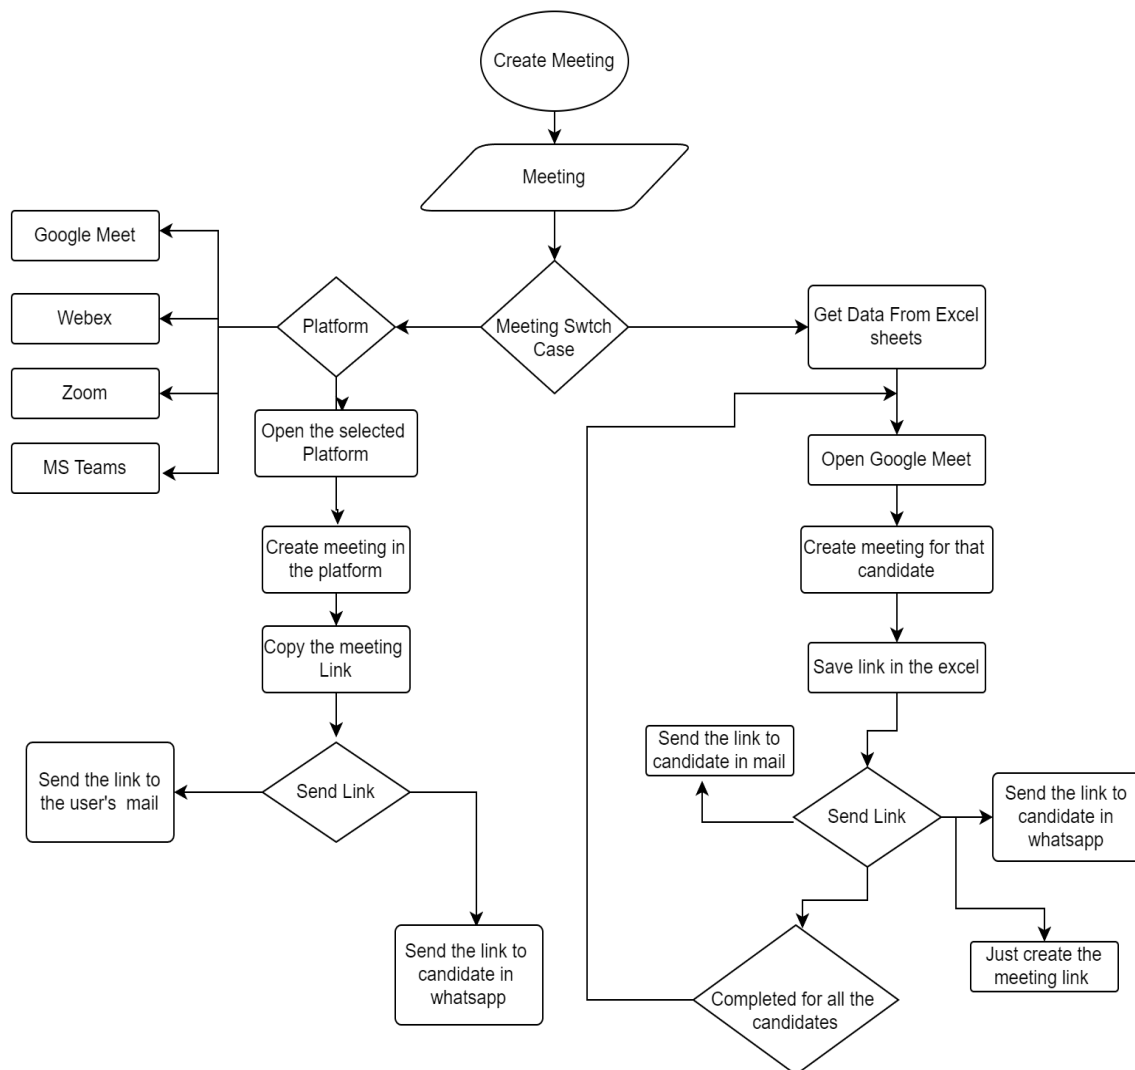 Create Meeting
Meeting
Google Meet
Webex
Zoom
MS Teams
Platform
Meeting Swtch
Case
Get Data From Excel
sheets
Open the selected
Platform
Open Google Meet
Create meeting in
the platform
Create meeting for that
candidate
Copy the meeting
Link
Save link in the excel
Send the link to
the user's mail
Send Link
Send the link to
candidate in
whatsapp
Send the link to
candidate in mail
Send Link
Send the link to
candidate in
whatsapp
Just create the
meeting link
Completed for all the
candidates